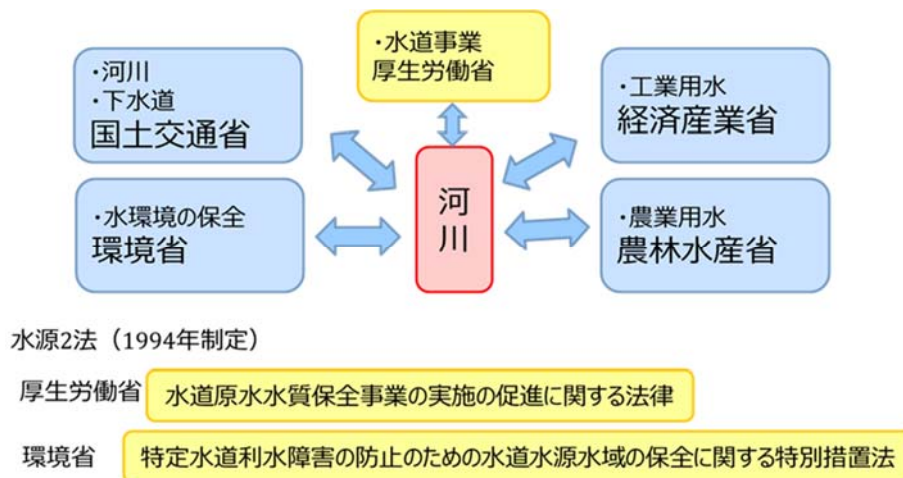 ・水道事業
厚生労働省
・河川
・下水道
国土交通省
・工業用水
経済産業省
河
川
・水環境の保全
環境省
・農業用水
農林水産省
水源2法（1994年制定）
厚生労働省 水道原水水質保全事業の実施の促進に関する法律
環境省 特定水道利水障害の防止のための水道水源水域の保全に関する特別措置法